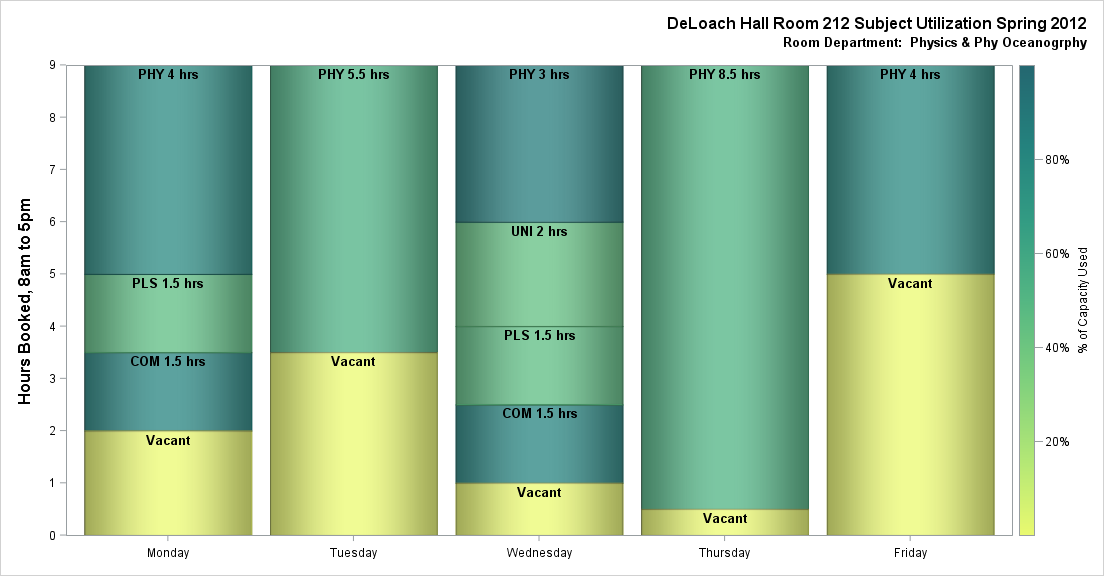 DeLoach Hall Room 212 Subject Utilization Spring 2012
Room Department:  Physics & Phy Oceanogrphy
Hours Booked, 8am to 5pm
9
8
7
6
5
4
3
2
1
0
PHY 4 hrs
PLS 1.5 hrs
COM 1.5 hrs
Vacant
PHY 5.5 hrs
Vacant
PHY 3 hrs
UNI 2 hrs
PLS 1.5 hrs
COM 1.5 hrs
Vacant
PHY 8.5 hrs
Vacant
PHY 4 hrs
Vacant
Monday
Tuesday
Wednesday
Thursday
Friday
80%
60%
40%
20%
% of Capacity Used